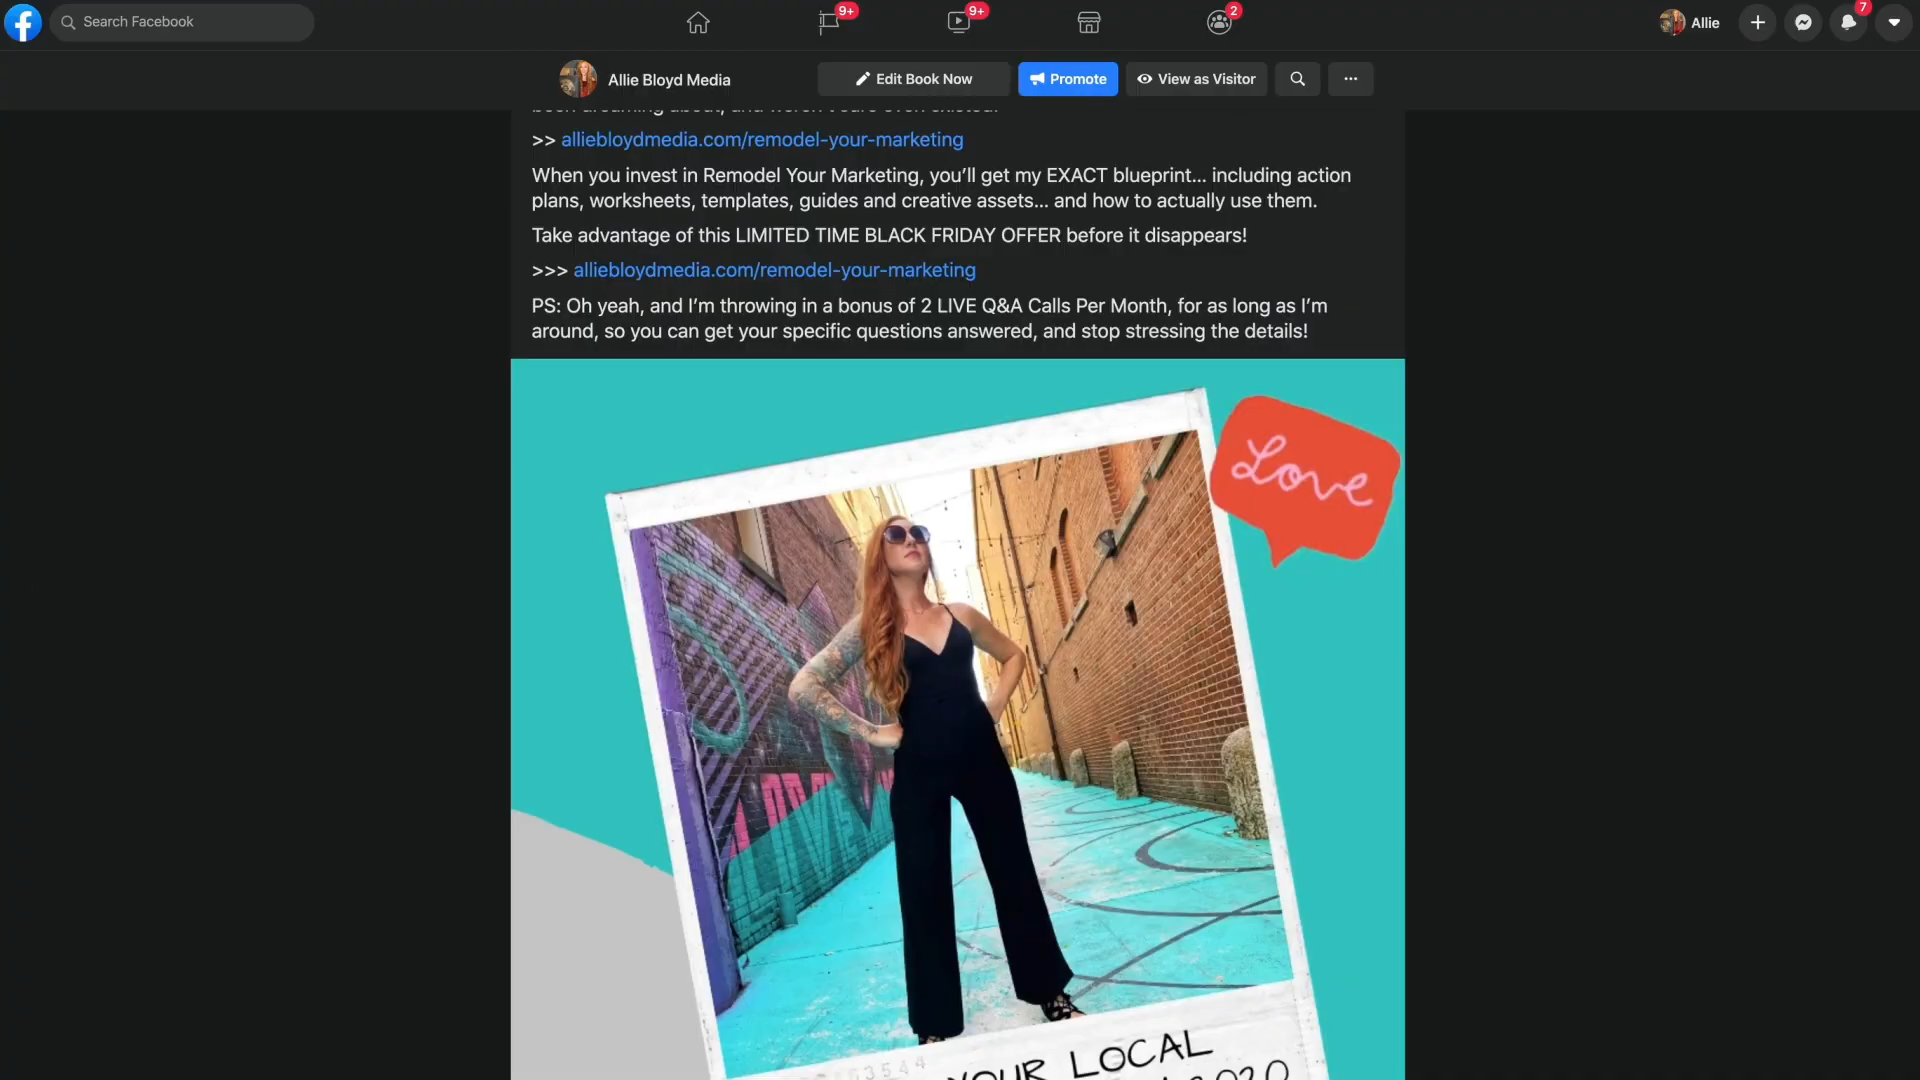 Search Facebook
9+
9+
2
Allie
7
Allie Bloyd Media
Edit Book Now
Promote
View as Visitor
>> alliebloydmedia.com/remodel-your-marketing
When you invest in Remodel Your Marketing, you’ll get my EXACT blueprint... including action
plans, worksheets, templates, guides and creative assets... and how to actually use them.
Take advantage of this LIMITED TIME BLACK FRIDAY OFFER before it disappears!
>>> alliebloydmedia.com/remodel-your-marketing
PS: Oh yeah, and I’m throwing in a bonus of 2 LIVE Q&A Calls Per Month, for as long as I’m
around, so you can get your specific questions answered, and stop stressing the details!
Love
YOUR LOCAL
2020